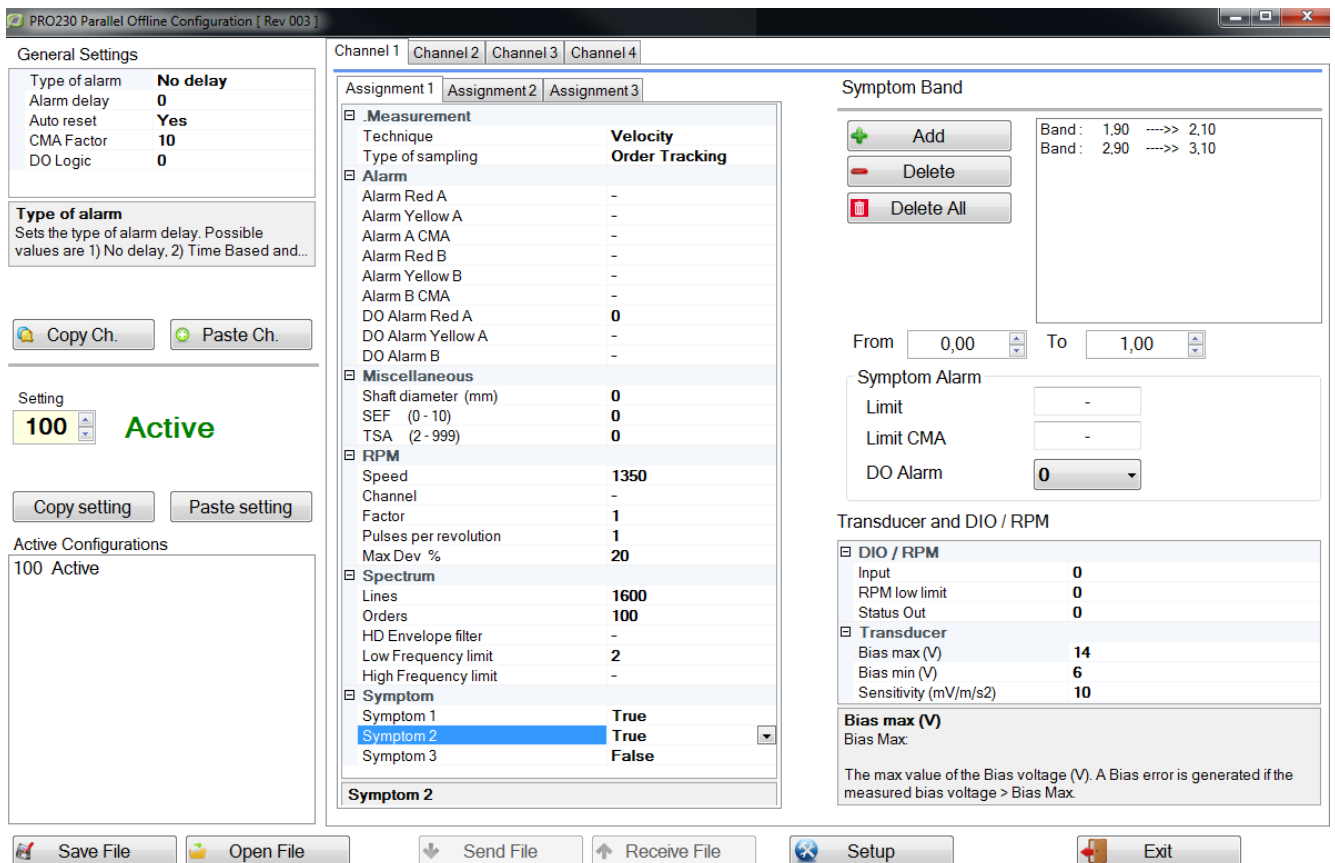 PRO230 Parallel Offline Configuration [ Rev 003 ]
General Settings
Type of alarm No delay
Alarm delay 0
Auto reset Yes
CMA Factor 10
DO Logic 0
Type of alarm
Sets the type of alarm delay. Possible
values are 1) No delay, 2) Time Based and...
Copy Ch. Paste Ch.
Setting
100 Active
Copy setting Paste setting
Active Configurations
100 Active
Channel 1 Channel 2 Channel 3 Channel 4
Assignment 1 Assignment 2 Assignment 3
.Measurement
Technique Velocity
Type of sampling Order Tracking
Alarm
Alarm Red A -
Alarm Yellow A -
Alarm A CMA -
Alarm Red B -
Alarm Yellow B -
Alarm B CMA -
DO Alarm Red A 0
DO Alarm Yellow A -
DO Alarm B -
Miscellaneous
Shaft diameter (mm) 0
SEF (0 - 10) 0
TSA (2 - 999) 0
RPM
Speed 1350
Channel -
Factor 1
Pulses per revolution 1
Max Dev % 20
Spectrum
Lines 1600
Orders 100
HD Envelope filter -
Low Frequency limit 2
High Frequency limit -
Symptom
Symptom 1 True
Symptom 2 True
Symptom 3 False
Symptom 2
Symptom Band
Add
Delete
Delete All
Band : 1,90 ---->> 2,10
Band : 2,90 ---->> 3,10
From 0,00 To 1,00
Symptom Alarm
Limit -
Limit CMA -
DO Alarm 0
Transducer and DIO / RPM
DIO / RPM
Input 0
RPM low limit 0
Status Out 0
Transducer
Bias max (V) 14
Bias min (V) 6
Sensitivity (mV/m/s2) 10
Bias max (V)
Bias Max:
The max value of the Bias voltage (V). A Bias error is generated if the
measured bias voltage > Bias Max.
Save File Open File Send File Receive File Setup Exit